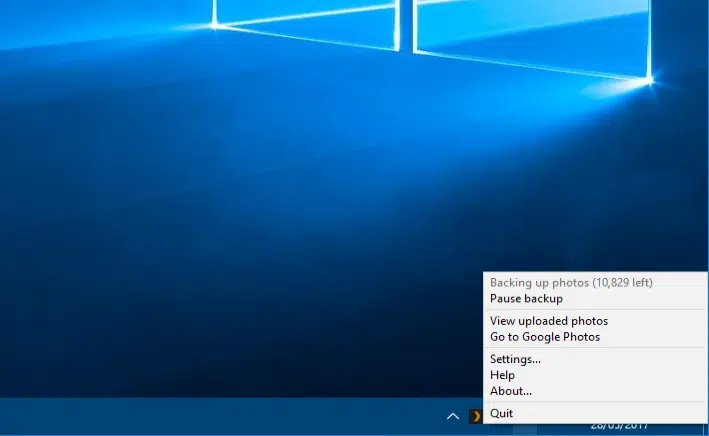 Backing up photos (10,829 left)
Pause backup
View uploaded photos
Go to Google Photos
Settings...
Help
About...
Quit
28/05/2017